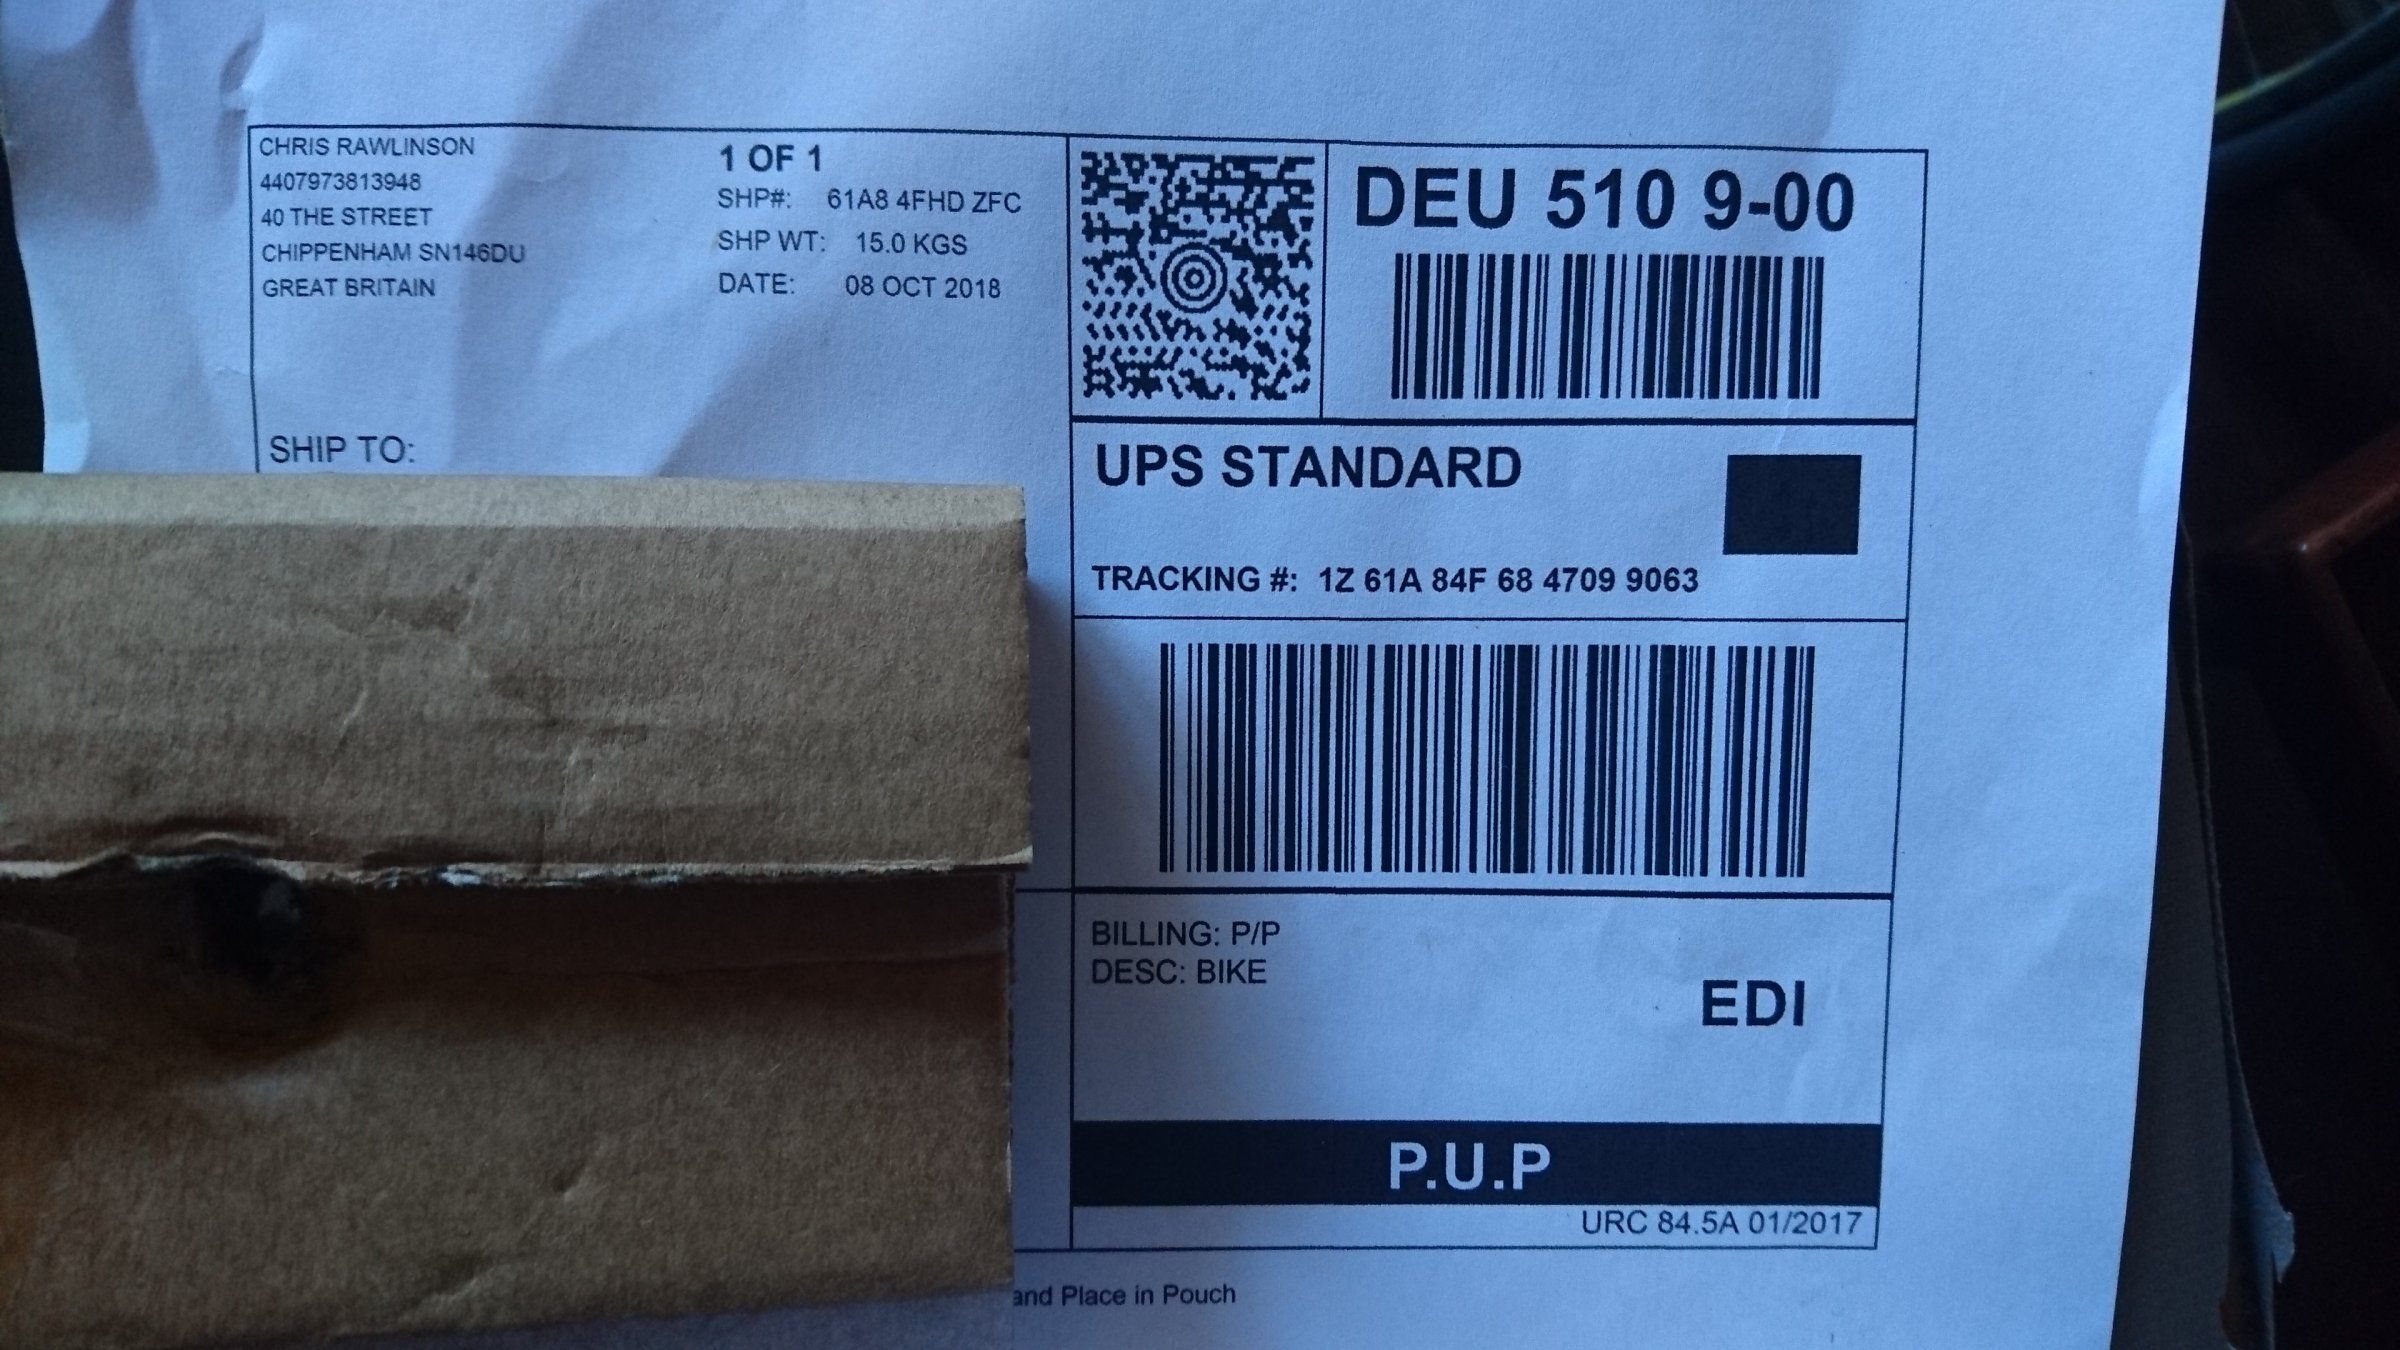 CHRIS RAWLINSON
4407973813948
40 THE STREET
CHIPPENHAM SN146DU
GREAT BRITAIN
1 OF 1
SHP#: 61A8 4FHD ZFC
SHP WT: 15.0 KGS
DATE: 08 OCT 2018
SHIP TO:
DEU 510 9-00
UPS STANDARD
TRACKING #: 1Z 61A 84F 68 4709 9063
BILLING: P/P
DESC: BIKE
EDI
P.U.P
URC 84.5A 01/2017
and Place in Pouch